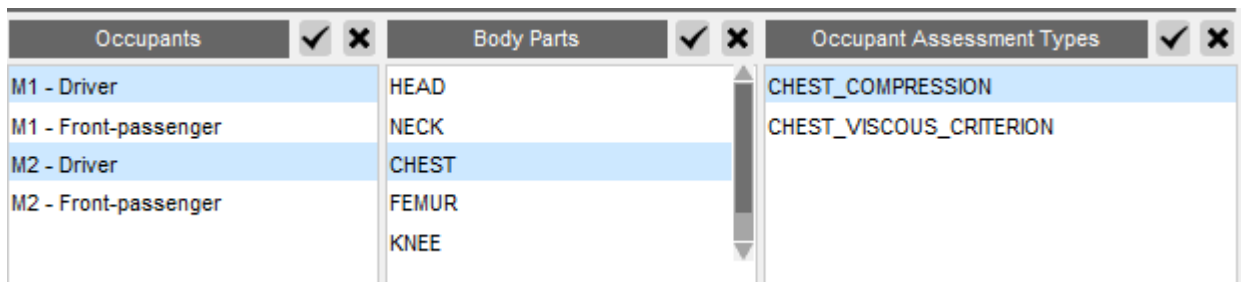 Occupants
Body Parts
Occupant Assessment Types
M1 - Driver
M1 - Front-passenger
M2 - Driver
M2 - Front-passenger
HEAD
NECK
CHEST
FEMUR
KNEE
CHEST_COMPRESSION
CHEST_VISCOUS_CRITERION